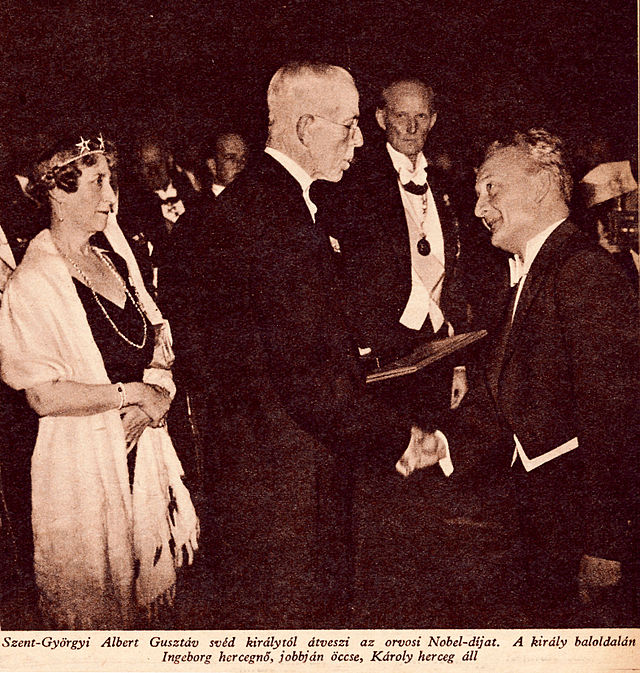 Szent-Györgyi Albert Gusztáv svéd királytól átveszi az orvosi Nobel-díjat. A király baloldalán
Ingeborg hercegnő, jobbján öccse, Károly herceg áll